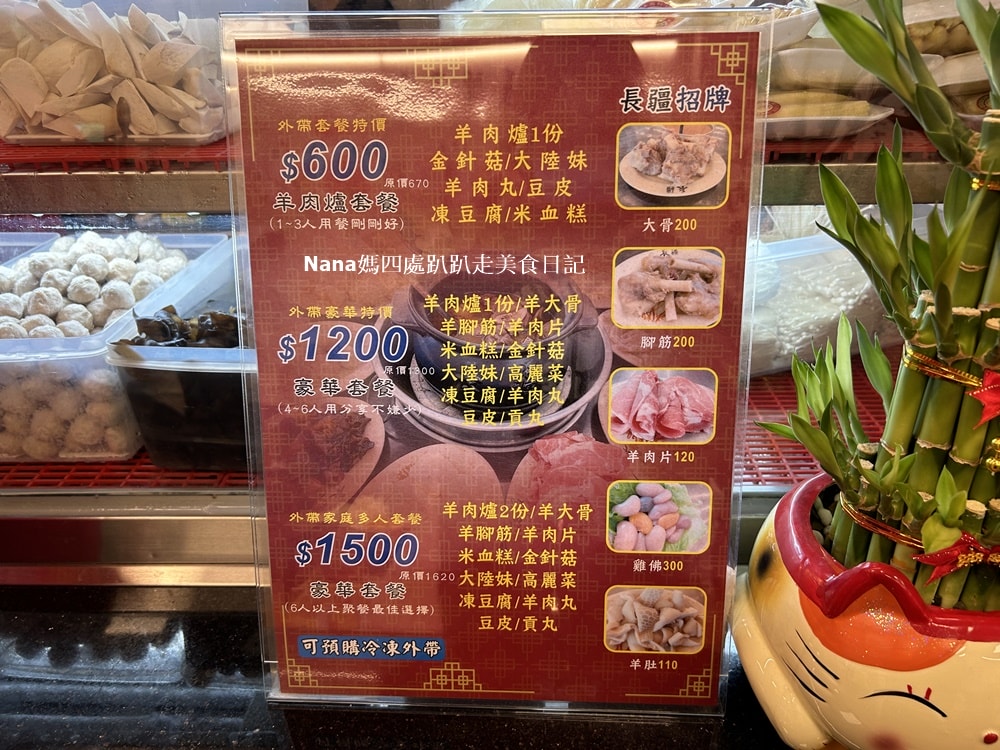 長疆招牌
外帶套餐特價
$600
原價670
羊肉爐套餐
(1~3人用餐剛剛好)
羊肉爐1份
金針菇/大陸妹
羊肉丸/豆皮
凍豆腐/米血糕
大骨200
Nana媽四處趴趴走美食日記
外帶豪華特價
$1200
原價1300
豪華套餐
(4~6人用分享不嫌少)
羊肉爐1份/羊大骨
羊腳筋/羊肉片
米血糕/金針菇
大陸妹/高麗菜
凍豆腐/羊肉丸
豆皮/貢丸
腳筋200
羊肉片120
外帶家庭多人套餐
$1500
原價1620
豪華套餐
(6人以上聚餐最佳選擇)
羊肉爐2份/羊大骨
羊腳筋/羊肉片
米血糕/金針菇
大陸妹/高麗菜
凍豆腐/羊肉丸
豆皮/貢丸
雞佛300
羊肚110
可預購冷凍外帶